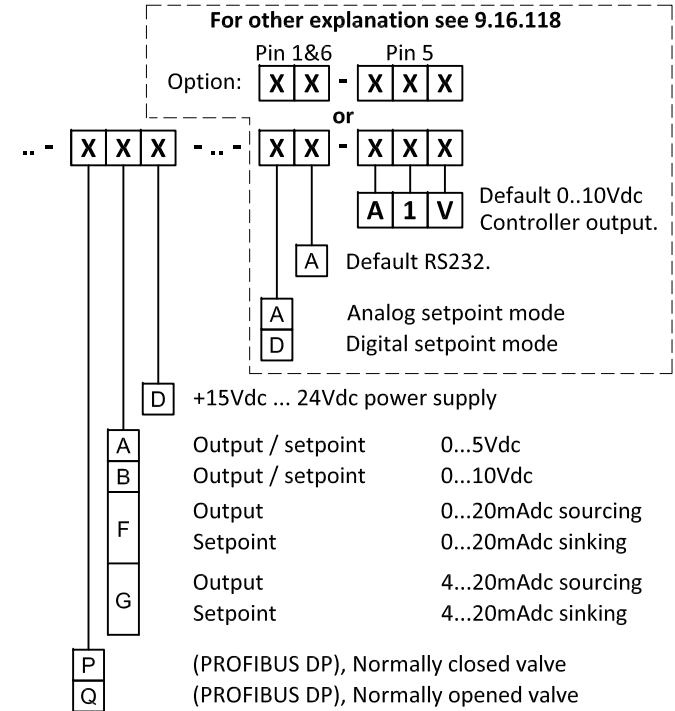 For other explanation see 9.16.118
Pin 1&6 Pin 5
Option: X X - X X X
or
.. - X X X - .. - X X - X X X
A 1 V Default 0..10Vdc
Controller output.
A Default RS232.
A Analog setpoint mode
D Digital setpoint mode
D +15Vdc ... 24Vdc power supply
A Output / setpoint 0...5Vdc
B Output / setpoint 0...10Vdc
F Output 0...20mAdc sourcing
Setpoint 0...20mAdc sinking
G Output 4...20mAdc sourcing
Setpoint 4...20mAdc sinking
P (PROFIBUS DP), Normally closed valve
Q (PROFIBUS DP), Normally opened valve